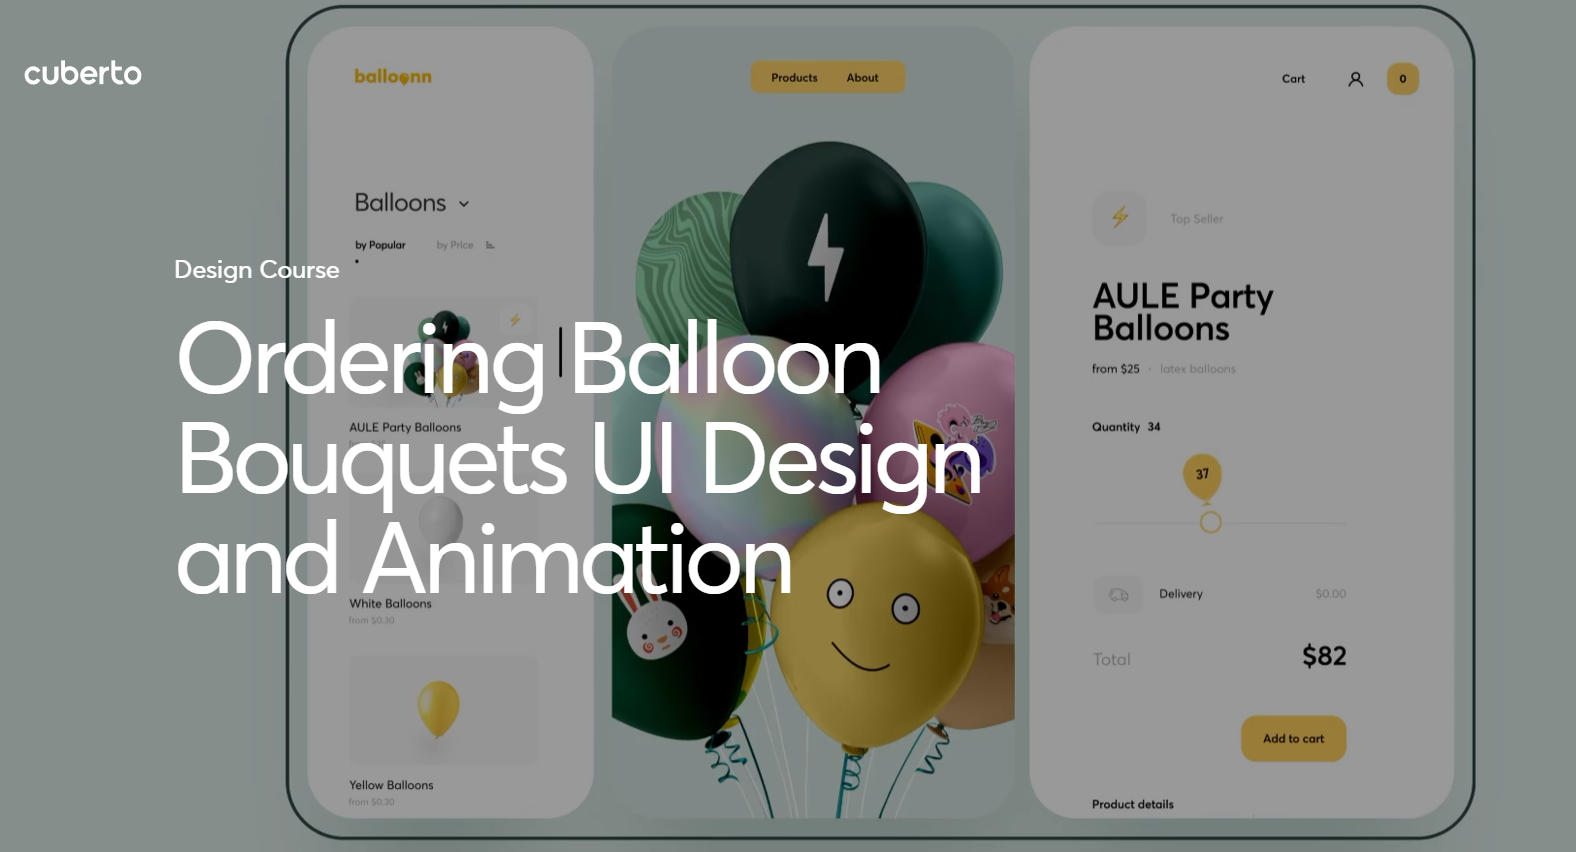 cuberto
balloonn
Products
About
Cart
0
Balloons
by Popular
by Price
Design Course
Ordering Balloon
Bouquets UI Design
and Animation
AULE Party Balloons
White Balloons
from $0.30
Yellow Balloons
from $0.30
Top Seller
AULE Party
Balloons
from $25 • latex balloons
Quantity 34
37
Delivery
$0.00
Total
$82
Add to cart
Product details